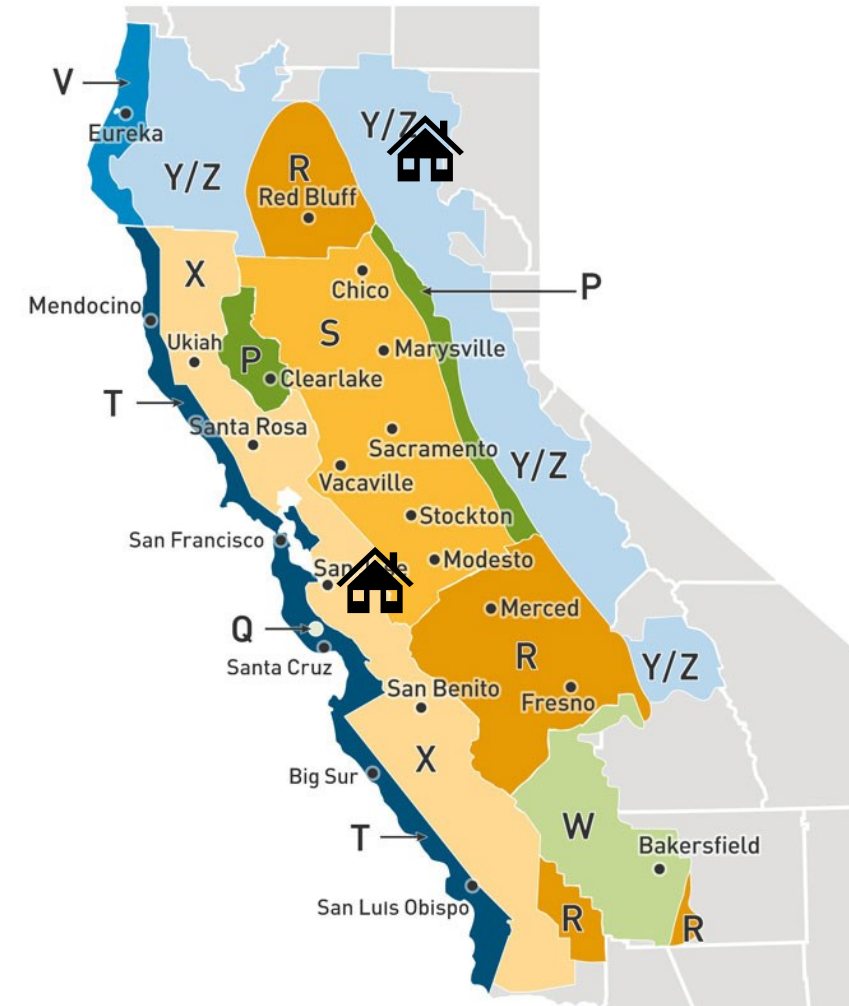 V
Eureka
Y/Z
Y/Z
R
Red Bluff
X
Chico
P
Mendocino
S
Ukiah
Marysville
P
Clearlake
T
Santa Rosa
Sacramento
Y/Z
Vacaville
Stockton
San Francisco
Modesto
San
Merced
Q
R
Santa Cruz
Y/Z
San Benito
Fresno
X
Big Sur
W
T
Bakersfield
San Luis Obispo
R
R